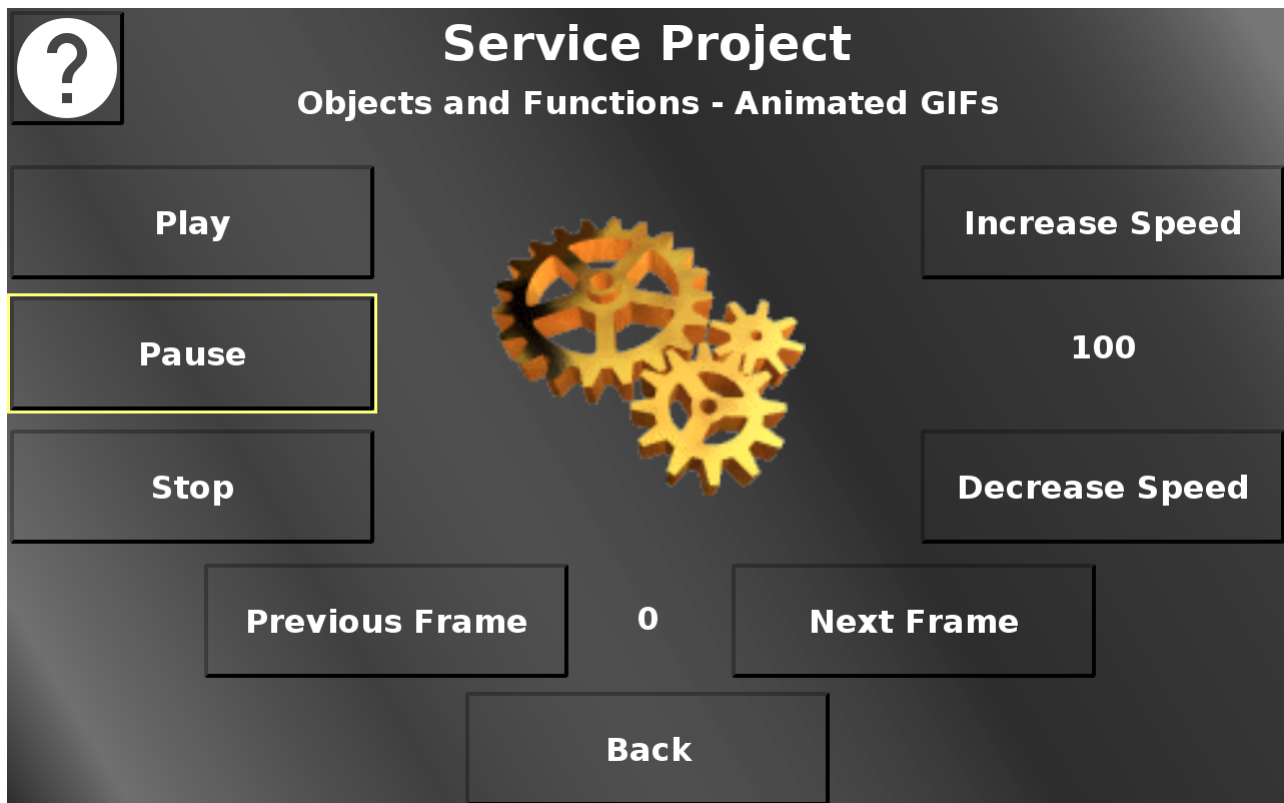 ?
Service Project
Objects and Functions - Animated GIFs
Play
Increase Speed
Pause
100
Stop
Decrease Speed
Previous Frame
0
Next Frame
Back